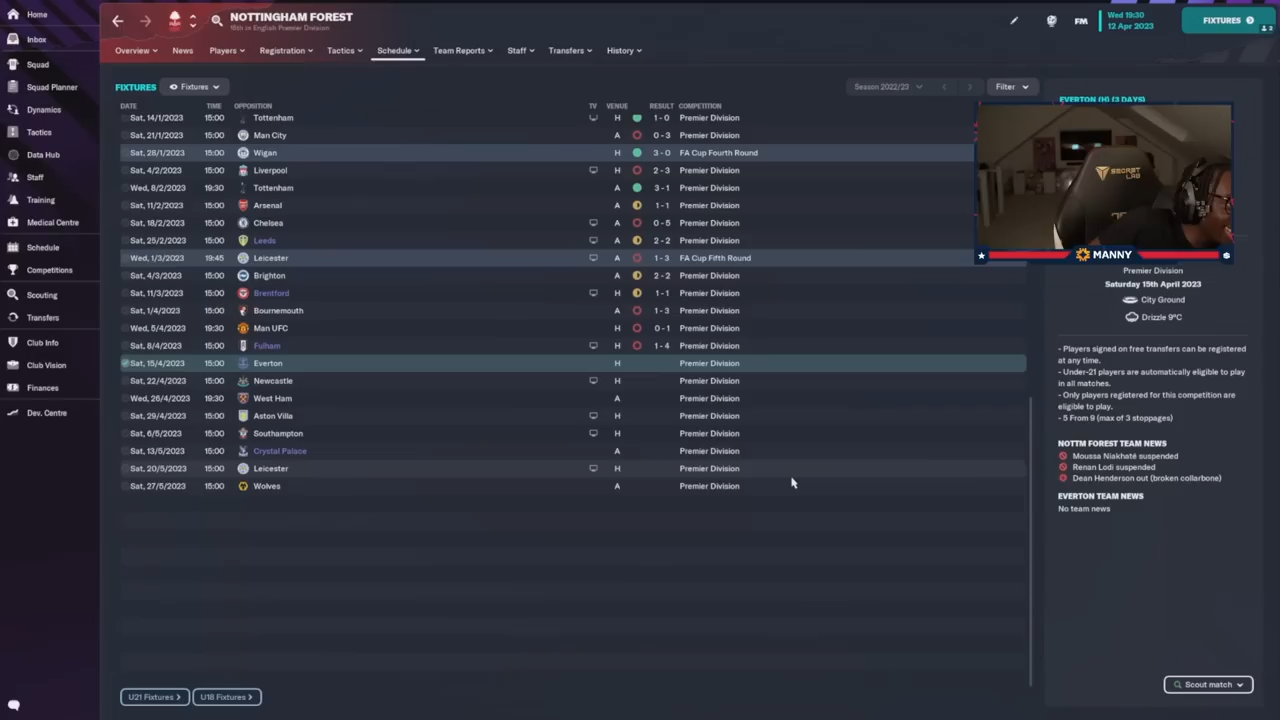 Home
Inbox
Squad
Squad Planner
Dynamics
Tactics
Data Hub
Staff
Training
Medical Centre
Schedule
Competitions
Scouting
Transfers
Club Info
Club Vision
Finances
Dev. Centre
NOTTINGHAM FOREST
16th in English Premier Division
FM
Wed 19:30
12 Apr 2023
FIXTURES
3
Overview News Players Registration Tactics Schedule Team Reports Staff Transfers History
FIXTURES Fixtures Season 2022/23 Filter
DATE TIME OPPOSITION TV VENUE RESULT COMPETITION
Sat, 14/1/2023 15:00 Tottenham H 1-0 Premier Division
Sat, 21/1/2023 15:00 Man City A 0-3 Premier Division
Sat, 28/1/2023 15:00 Wigan H 3-0 FA Cup Fourth Round
Sat, 4/2/2023 15:00 Liverpool H 2-3 Premier Division
Wed, 8/2/2023 19:30 Tottenham A 3-1 Premier Division
Sat, 11/2/2023 15:00 Arsenal A 1-1 Premier Division
Sat, 18/2/2023 15:00 Chelsea A 0-5 Premier Division
Sat, 25/2/2023 15:00 Leeds A 2-2 Premier Division
Wed, 1/3/2023 19:45 Leicester A 1-3 FA Cup Fifth Round
Sat, 4/3/2023 15:00 Brighton A 2-2 Premier Division
Sat, 11/3/2023 15:00 Brentford H 1-1 Premier Division
Sat, 1/4/2023 15:00 Bournemouth A 1-3 Premier Division
Wed, 5/4/2023 19:30 Man UFC H 0-1 Premier Division
Sat, 8/4/2023 15:00 Fulham H 1-4 Premier Division
Sat, 15/4/2023 15:00 Everton H Premier Division
Sat, 22/4/2023 15:00 Newcastle H Premier Division
Wed, 26/4/2023 19:30 West Ham A Premier Division
Sat, 29/4/2023 15:00 Aston Villa H Premier Division
Sat, 6/5/2023 15:00 Southampton H Premier Division
Sat, 13/5/2023 15:00 Crystal Palace A Premier Division
Sat, 20/5/2023 15:00 Leicester H Premier Division
Sat, 27/5/2023 15:00 Wolves A Premier Division
U21 Fixtures > U18 Fixtures >
EVERTON (H) (3 DAYS)
SECRET
LAB
MANNY
Premier Division
Saturday 15th April 2023
City Ground
Drizzle 9°C
- Players signed on free transfers can be registered
at any time.
- Under-21 players are automatically eligible to play
in all matches.
- Only players registered for this competition are
eligible to play.
- 5 From 9 (max of 3 stoppages)
NOTTM FOREST TEAM NEWS
Moussa Niakhaté suspended
Renan Lodi suspended
Dean Henderson out (broken collarbone)
EVERTON TEAM NEWS
No team news
Scout match